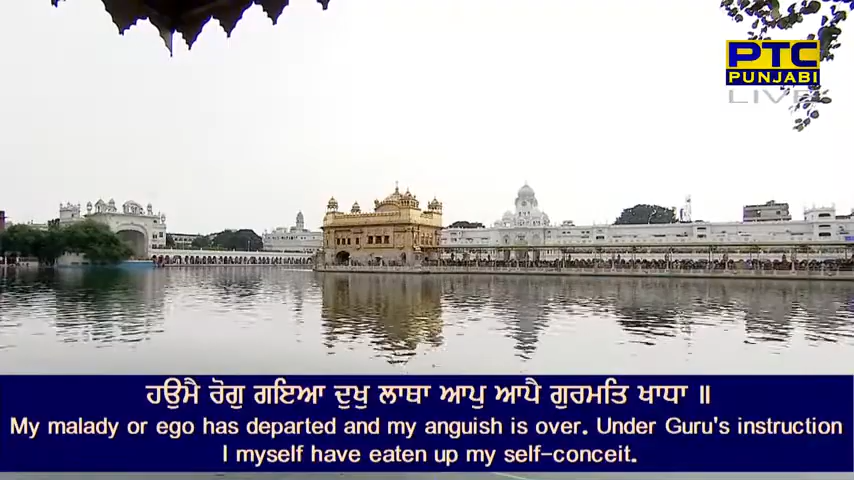 PTC
PUNJABI
LIVE
ਹਉਮੈ ਰੋਗੁ ਗਇਆ ਦੁਖੁ ਲਾਥਾ ਆਪੁ ਆਪੈ ਗੁਰਮਤਿ ਖਾਧਾ ॥
My malady or ego has departed and my anguish is over. Under Guru's instruction
I myself have eaten up my self-conceit.